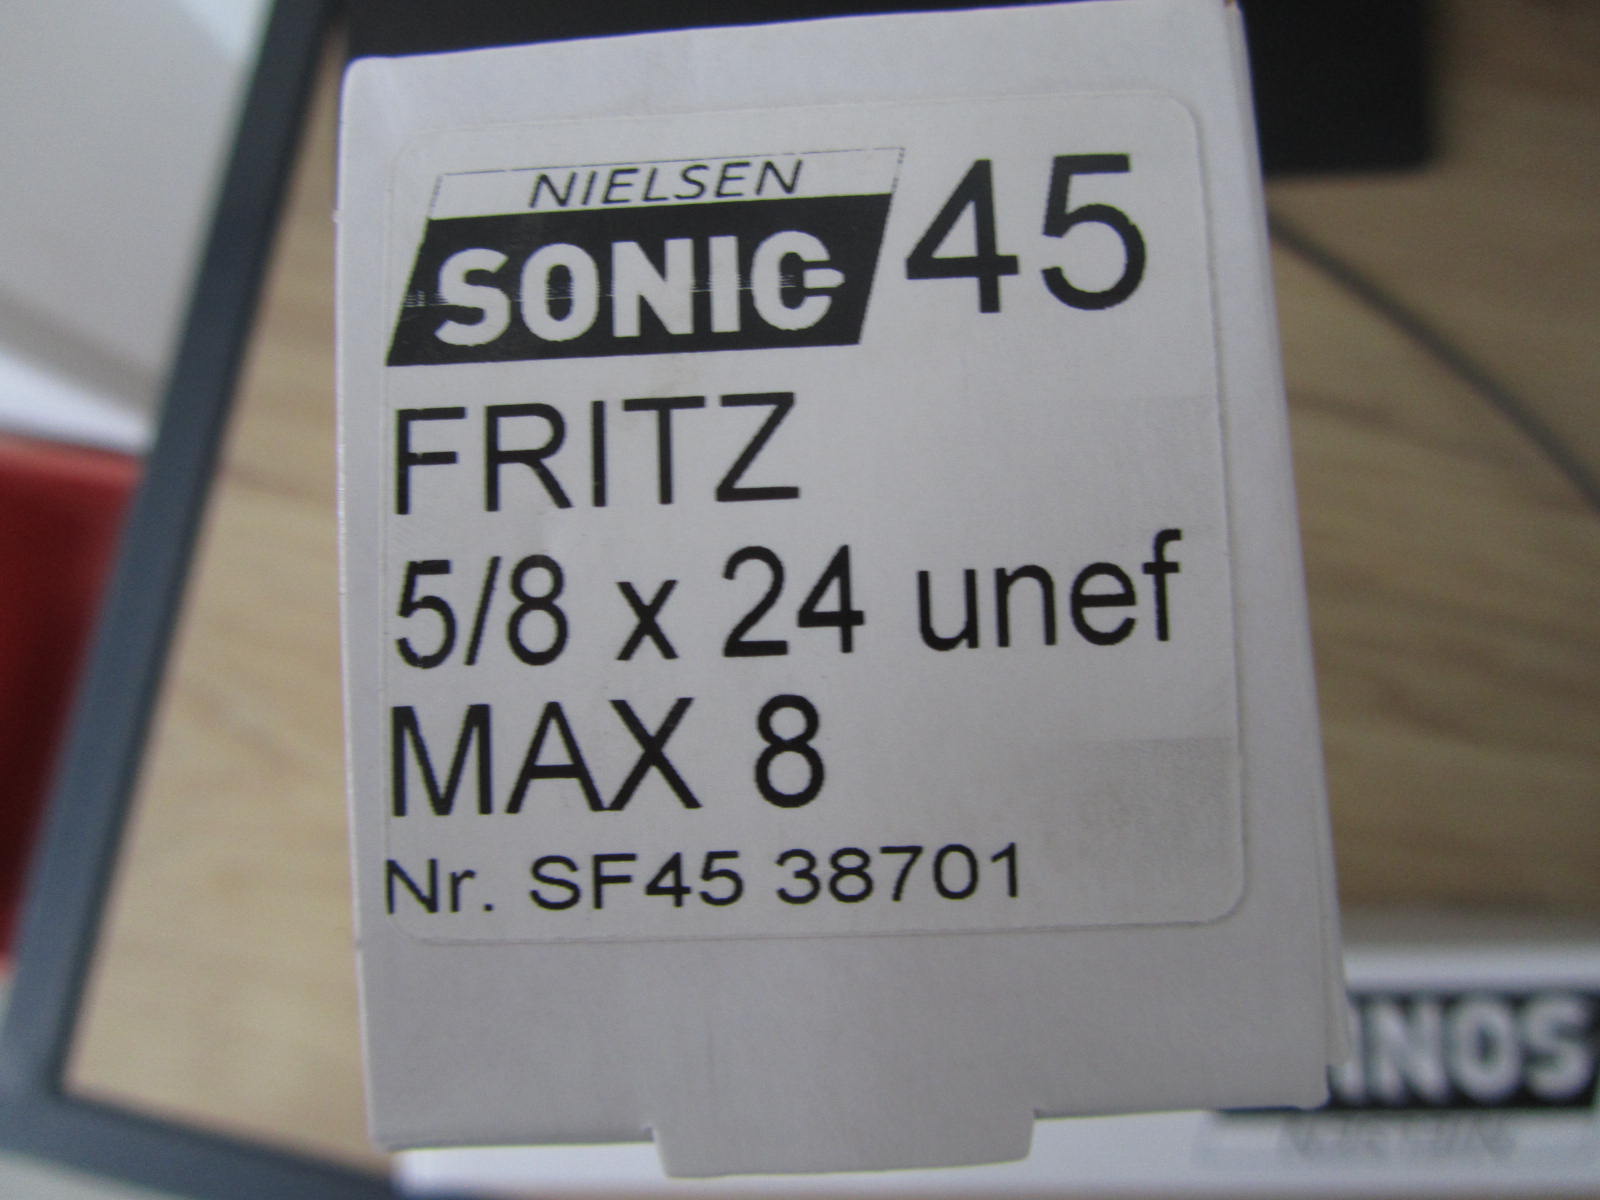 NIELSEN
SONIC 45
FRITZ
5/8 x 24 unef
MAX 8
Nr. SF45 38701